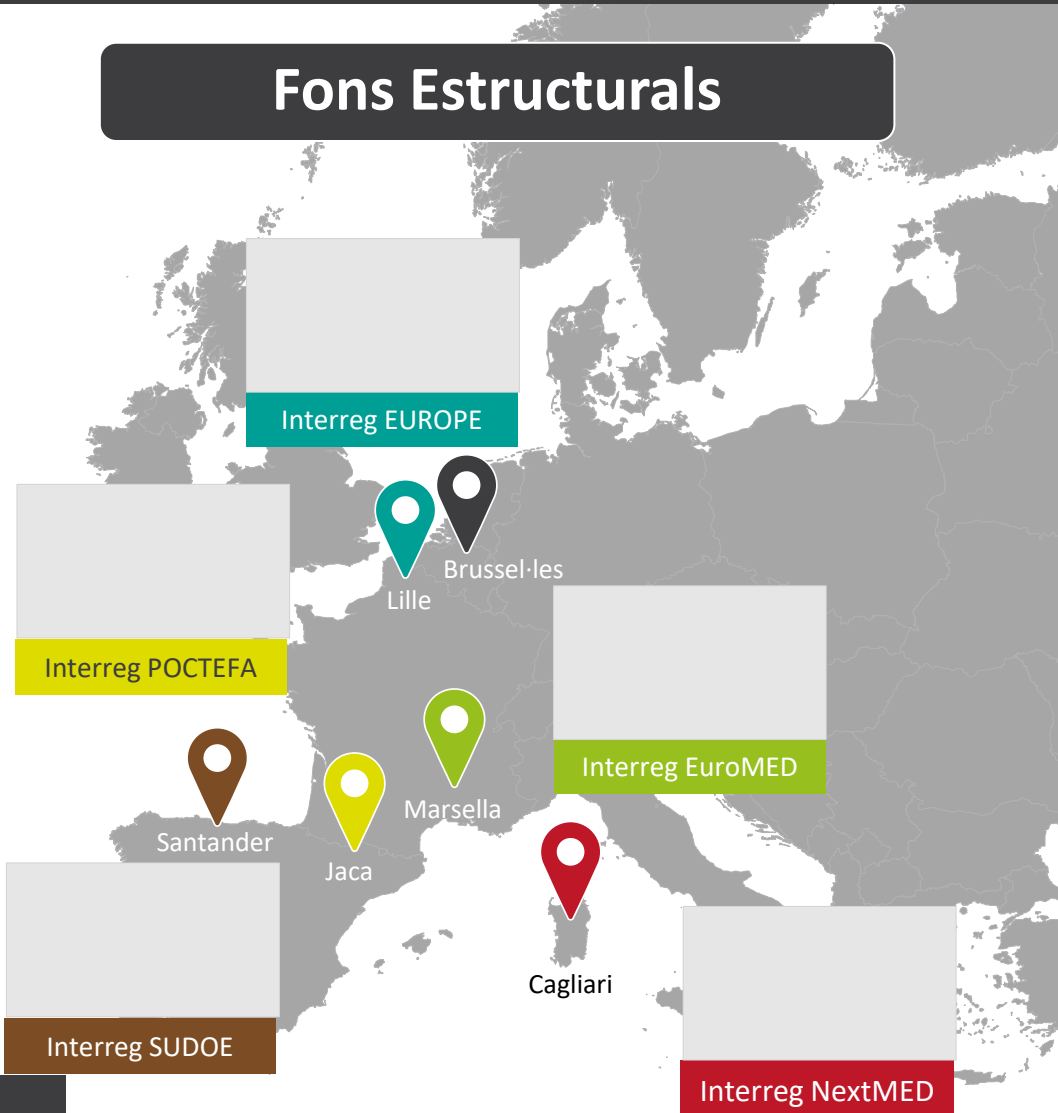 Fons Estructurals
Interreg EUROPE
Brussel·les
Lille
Interreg POCTEFA
Interreg EuroMED
Marsella
Santander
Jaca
Cagliari
Interreg SUDOE
Interreg NextMED